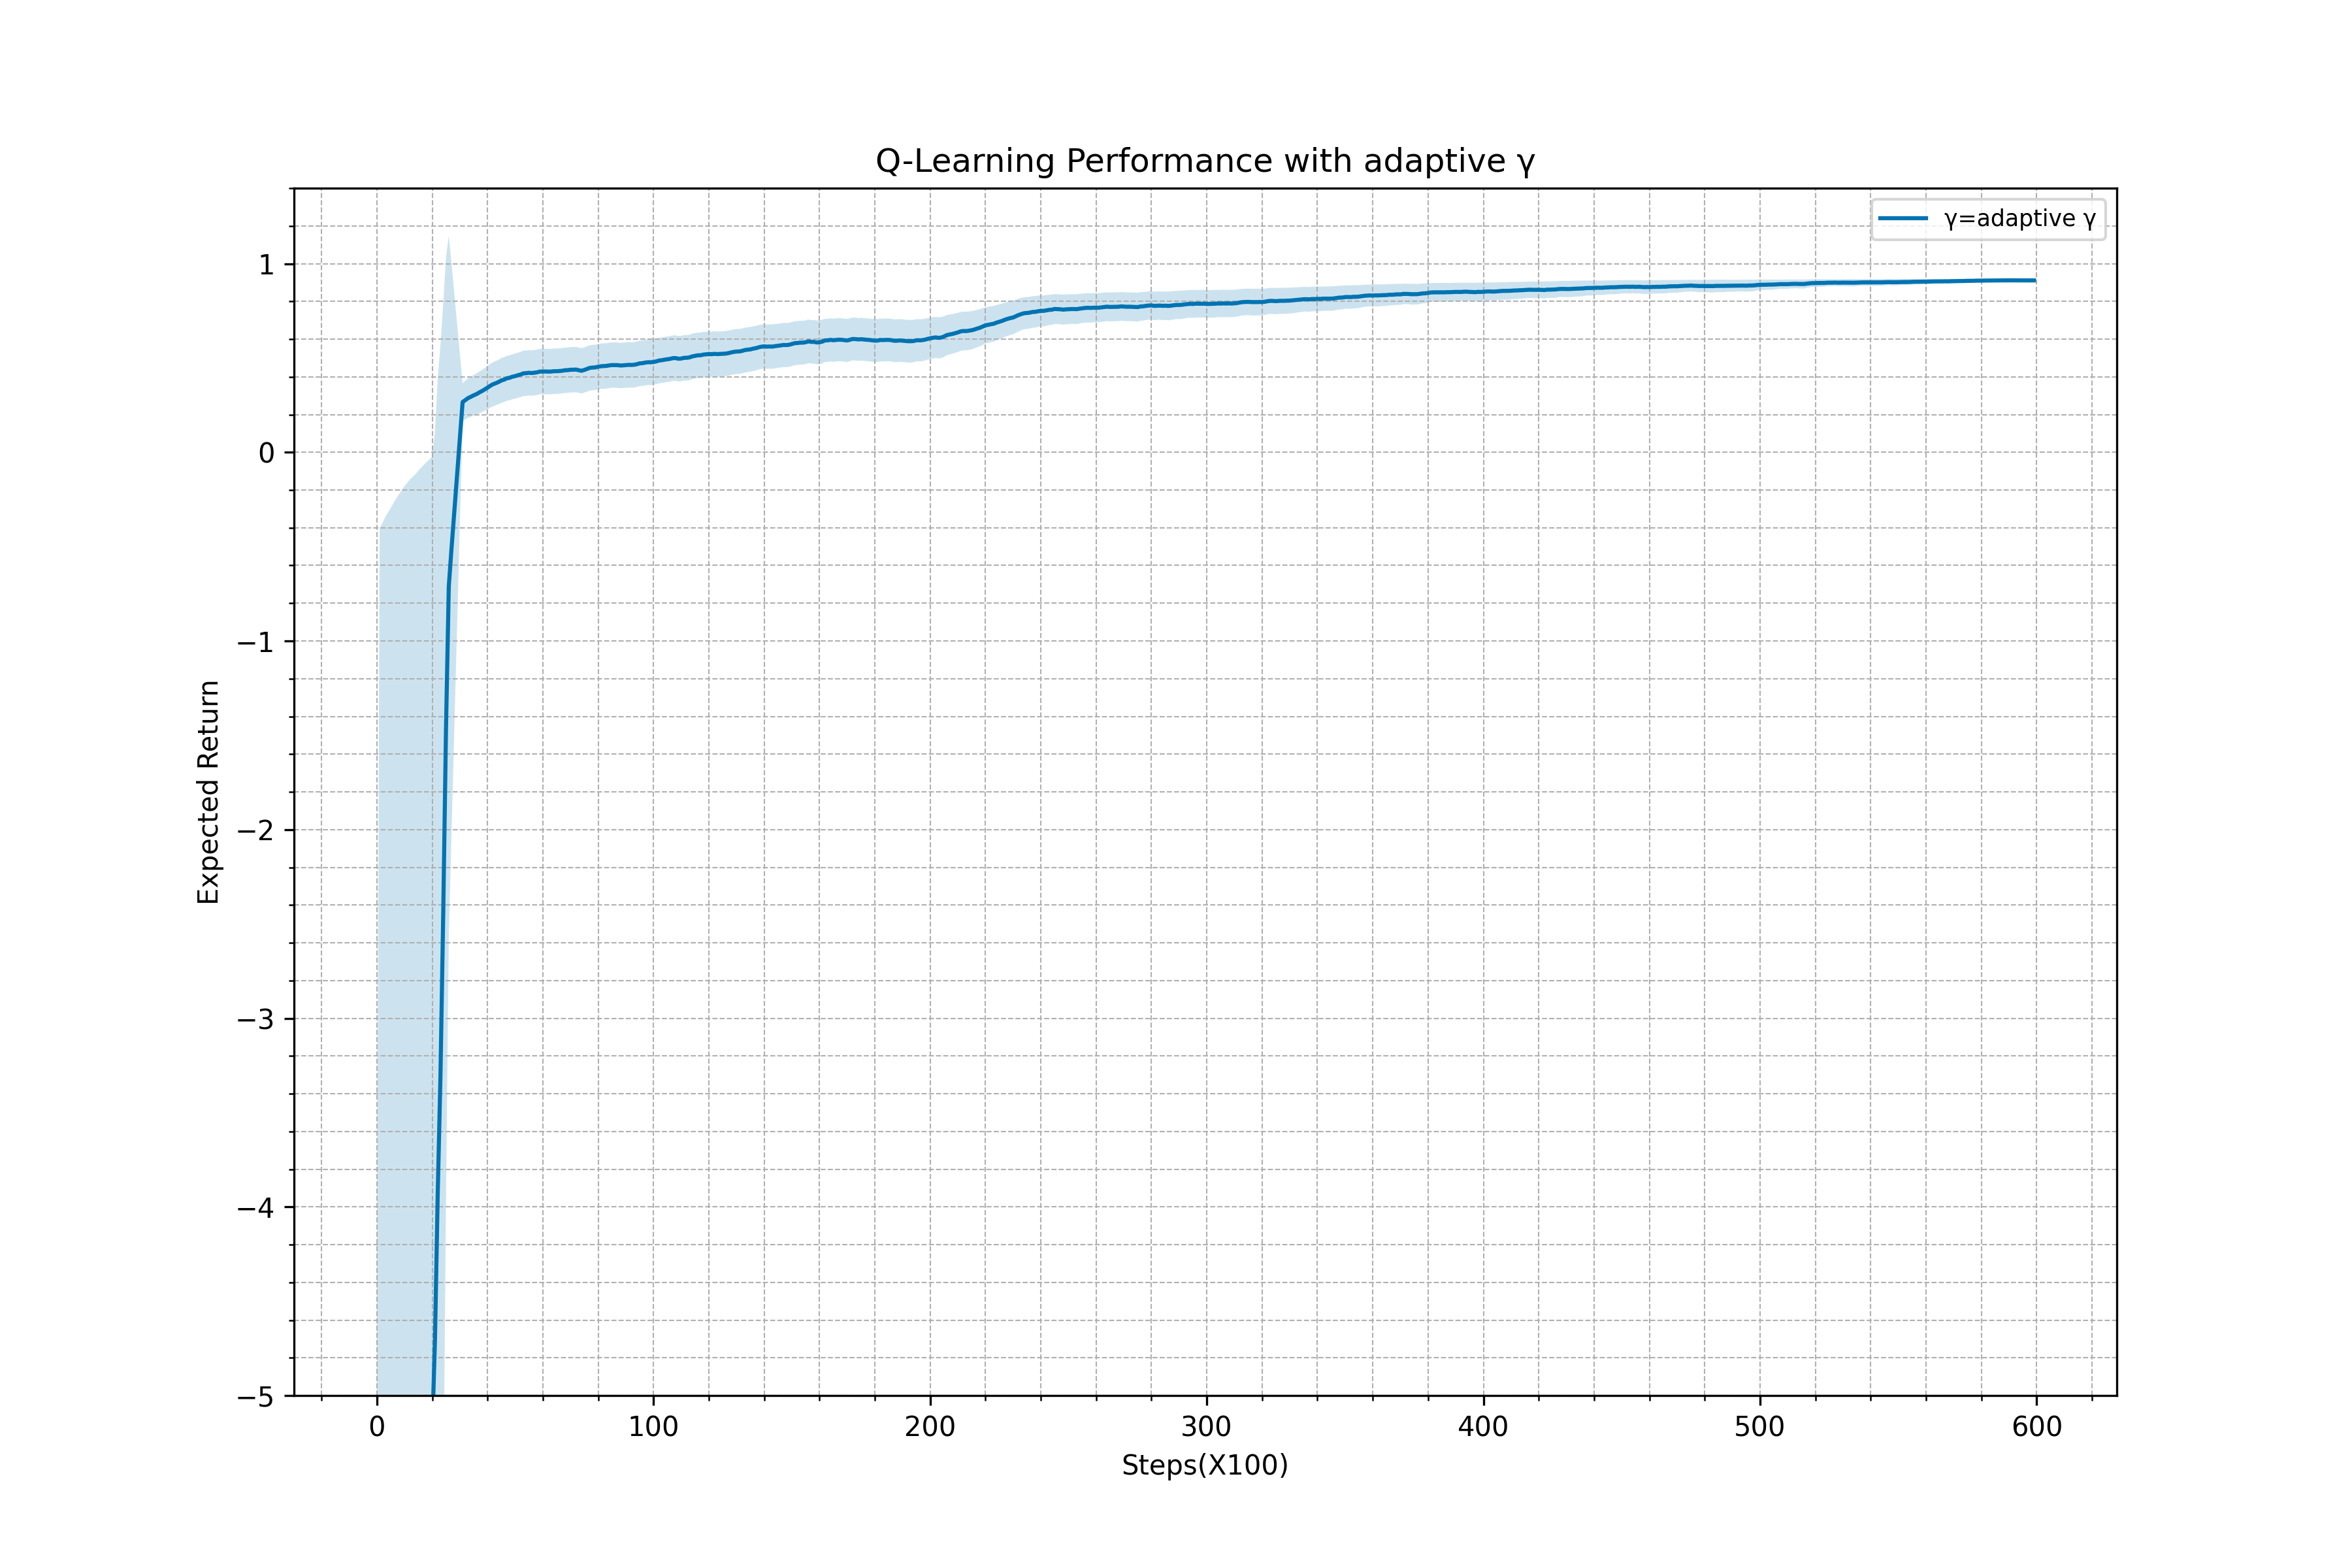 Q-Learning Performance with adaptive γ
γ=adaptive γ
1
0
−1
−2
−3
−4
−5
Expected Return
0 100 200 300 400 500 600
Steps(X100)